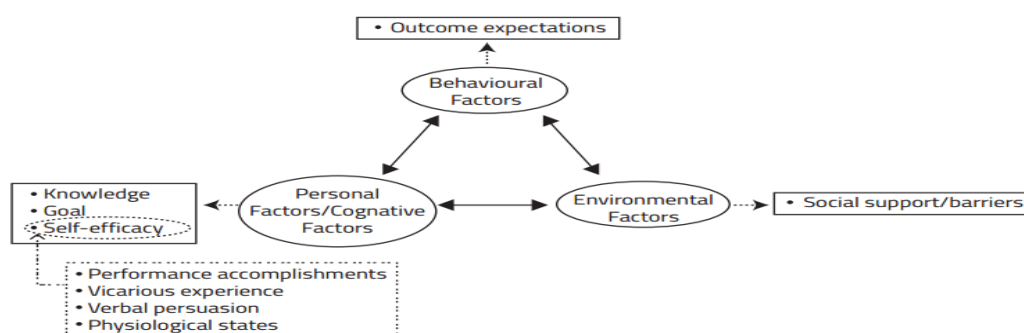 • Outcome expectations
Behavioural
Factors
• Knowledge
• Goal
• Self-efficacy
Personal
Factors/Cognative
Factors
Environmental
Factors
• Social support/barriers
• Performance accomplishments
• Vicarious experience
• Verbal persuasion
• Physiological states